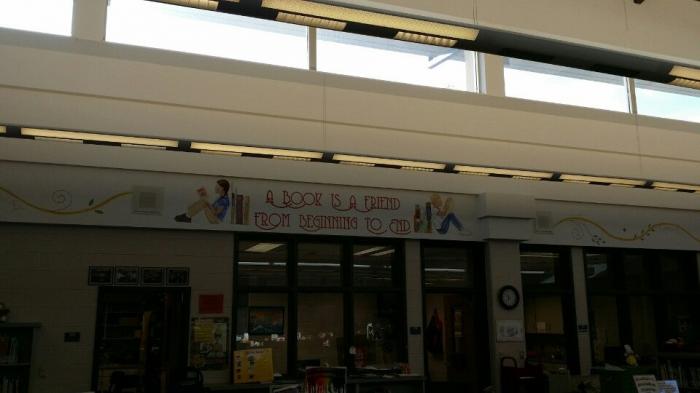 A BOOK IS A FRIEND
FROM BEGINNING TO END